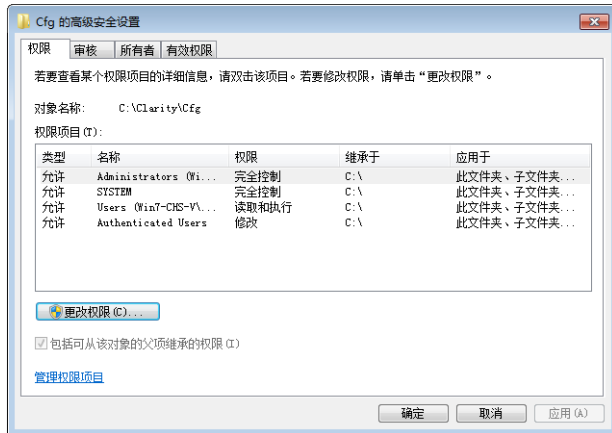 Cfg 的高级安全设置
权限 审核 所有者 有效权限
若要查看某个权限项目的详细信息，请双击该项目。若要修改权限，请单击“更改权限”。
对象名称: C:\Clarity\Cfg
权限项目(T):
类型 名称 权限 继承于 应用于
允许 Administrators (Wi... 完全控制 C:\ 此文件夹、子文件夹...
允许 SYSTEM 完全控制 C:\ 此文件夹、子文件夹...
允许 Users (Win7-CHS-V\... 读取和执行 C:\ 此文件夹、子文件夹...
允许 Authenticated Users 修改 C:\ 此文件夹、子文件夹...
更改权限(C)...
包括可从该对象的父项继承的权限(I)
管理权限项目
确定 取消 应用(A)